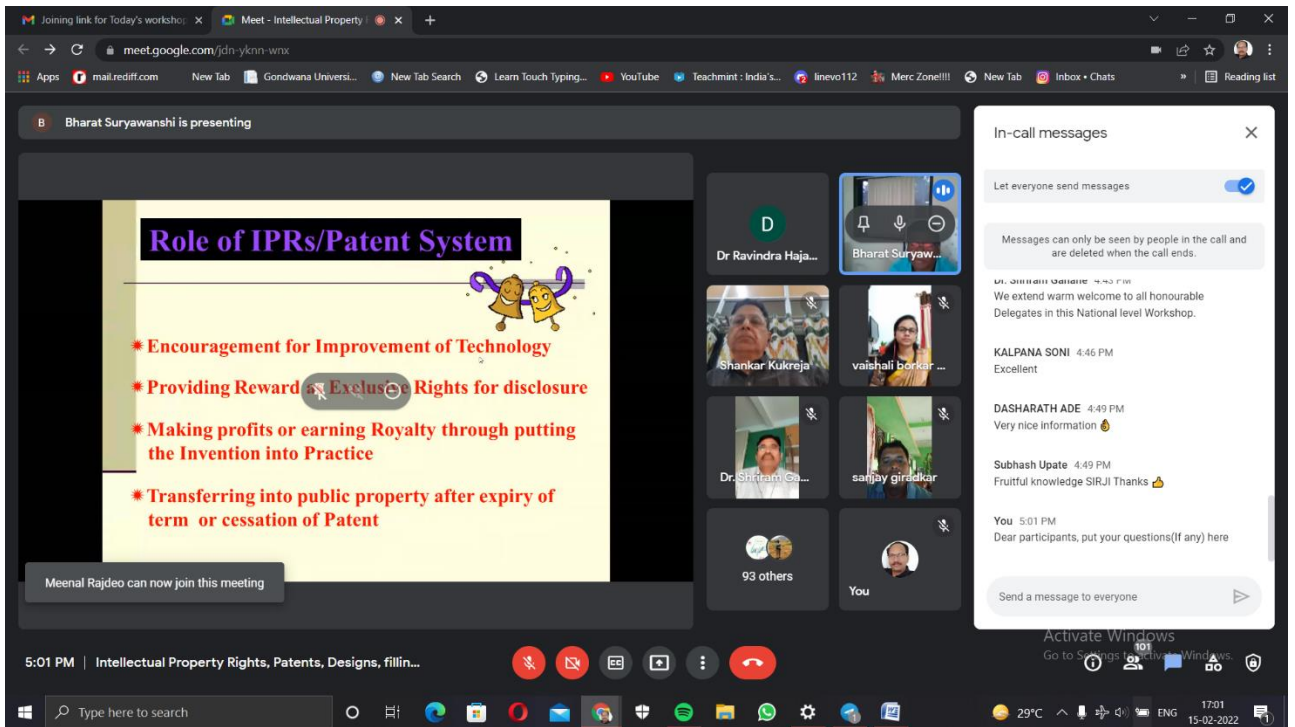 Joining link for Today's workshop
Meet - Intellectual Property
meet.google.com/jdn-yknn-wnx
Apps
mail.rediff.com
New Tab
Gondwana Universi...
New Tab Search
Learn Touch Typing...
YouTube
Teachmint : India's...
linevo112
Merc Zone!!!!
New Tab
Inbox • Chats
»
Reading list
B
Bharat Suryawanshi is presenting
Role of IPRs/Patent System
Encouragement for Improvement of Technology
Providing Reward as Exclusive Rights for disclosure
Making profits or earning Royalty through putting
the Invention into Practice
Transferring into public property after expiry of
term or cessation of Patent
Meenal Rajdeo can now join this meeting
D
Dr Ravindra Haja...
Bharat Suryaw...
Shankar Kukreja
vaishali borkar ...
Dr. Shriram Ga...
sanjay giradkar
93 others
You
In-call messages
Let everyone send messages
Messages can only be seen by people in the call and
are deleted when the call ends.
Dr. Shriram Gahane 4:43 PM
We extend warm welcome to all honourable
Delegates in this National level Workshop.
KALPANA SONI 4:46 PM
Excellent
DASHARATH ADE 4:49 PM
Very nice information 👌
Subhash Upate 4:49 PM
Fruitful knowledge SIRJI Thanks 👍
You 5:01 PM
Dear participants, put your questions(If any) here
Send a message to everyone
Activate Windows
Go to Settings to activate Windows.
5:01 PM | Intellectual Property Rights, Patents, Designs, fillin...
CC
101
Type here to search
29°C
ENG
17:01
15-02-2022
1